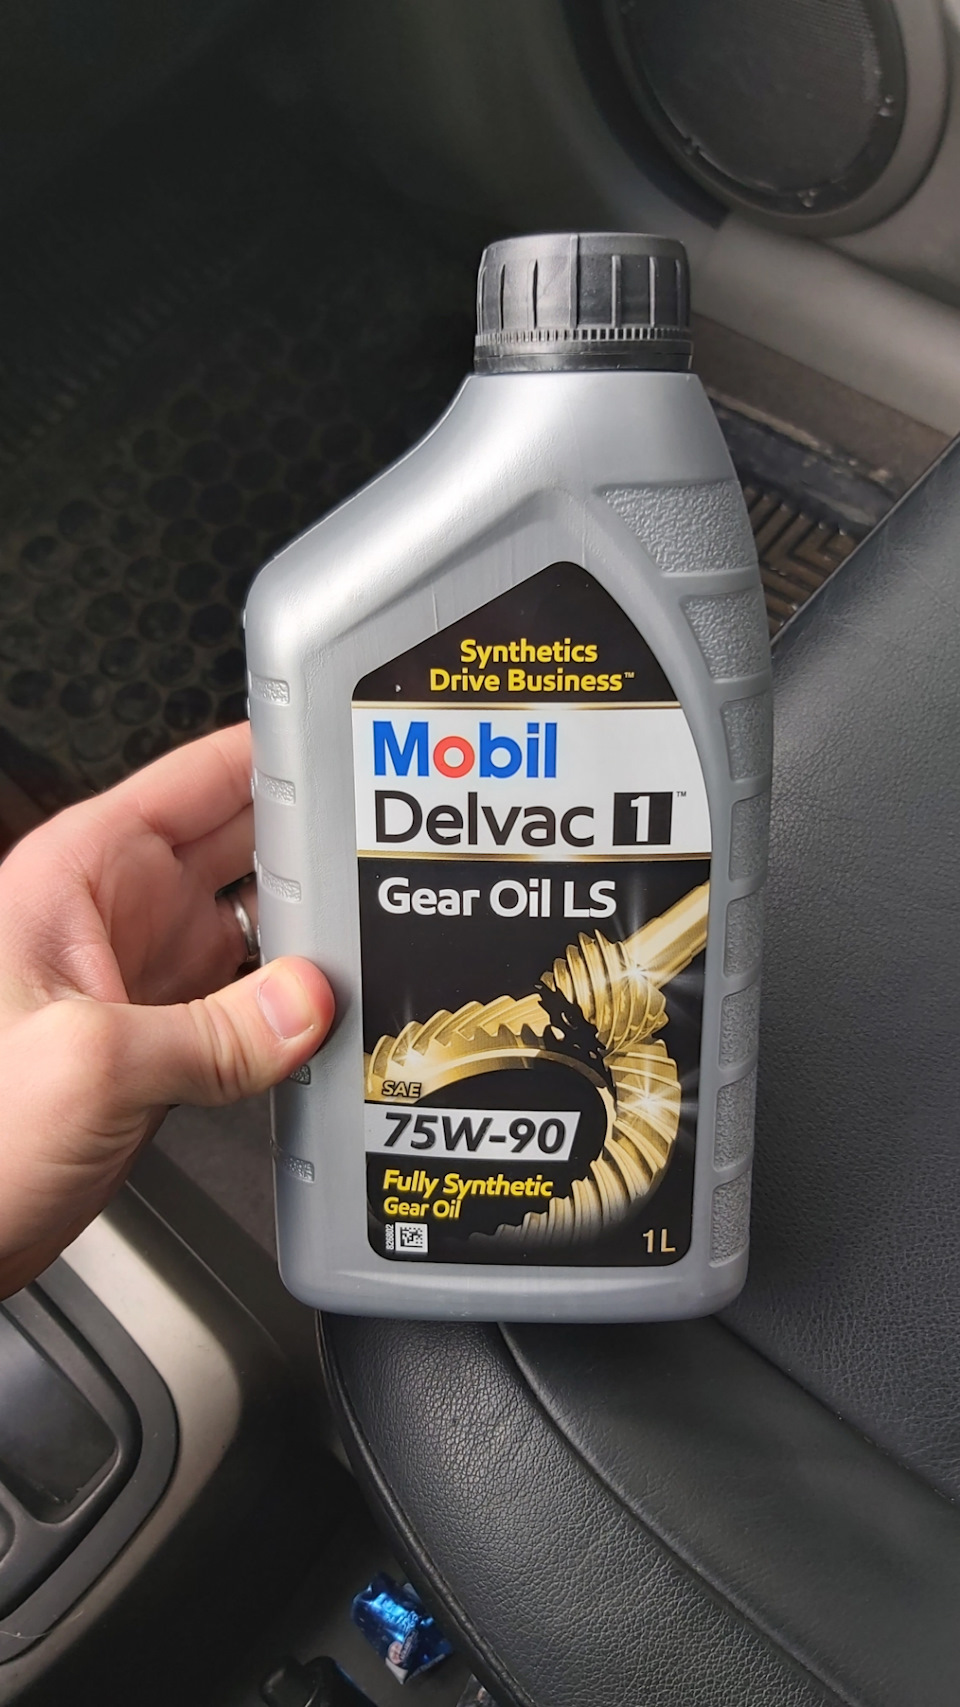 Synthetics
Drive Business™
Mobil
Delvac 1™
Gear Oil LS
SAE
75W-90
Fully Synthetic
Gear Oil
1L